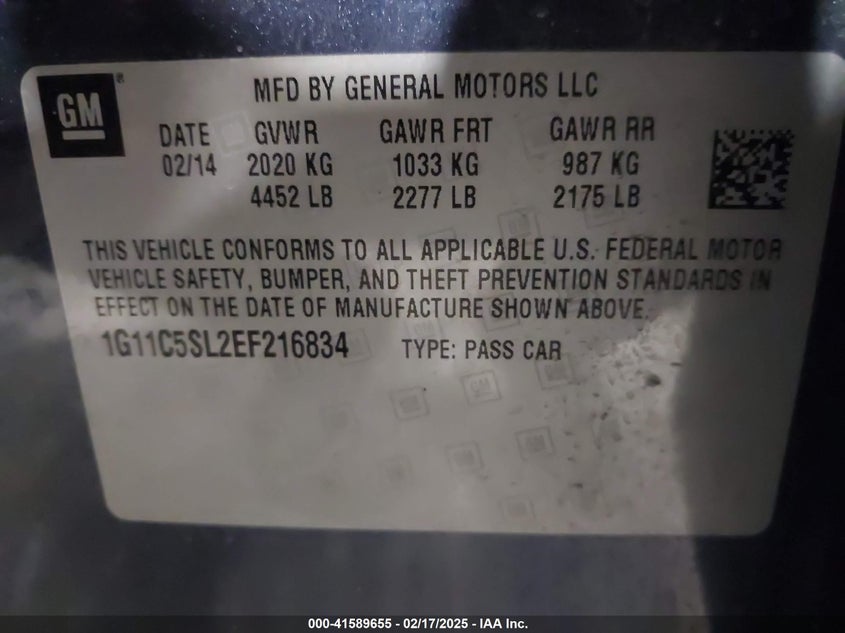 GM
MFD BY GENERAL MOTORS LLC
DATE GVWR GAWR FRT GAWR RR
02/14 2020 KG 1033 KG 987 KG
4452 LB 2277 LB 2175 LB
THIS VEHICLE CONFORMS TO ALL APPLICABLE U.S. FEDERAL MOTOR
VEHICLE SAFETY, BUMPER, AND THEFT PREVENTION STANDARDS IN
EFFECT ON THE DATE OF MANUFACTURE SHOWN ABOVE.
1G11C5SL2EF216834 TYPE: PASS CAR
000-41589655 — 02/17/2025 — IAA Inc.